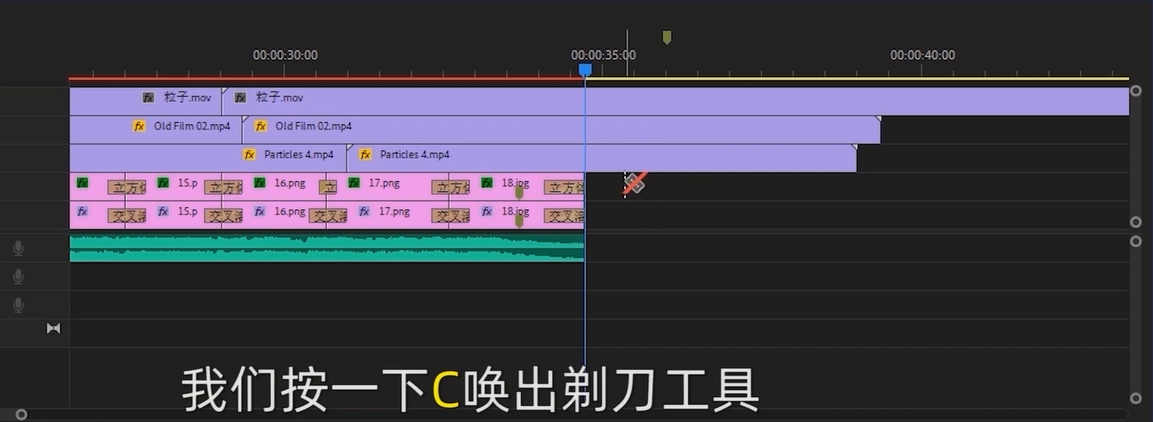 00:00:30:00 00:00:35:00 00:00:40:00
fx 粒子.mov fx 粒子.mov
fx Old Film 02.mp4 fx Old Film 02.mp4
fx Particles 4.mp4 fx Particles 4.mp4
fx 立方体 fx 15.p 立方体 fx 16.png 立 fx 17.png 立方体 fx 18.jpg 立方体
fx 交叉溶 fx 15.p 交叉溶 fx 16.png 交叉溶 fx 17.png 交叉溶 fx 18.jpg 交叉溶
我们按一下C唤出剃刀工具